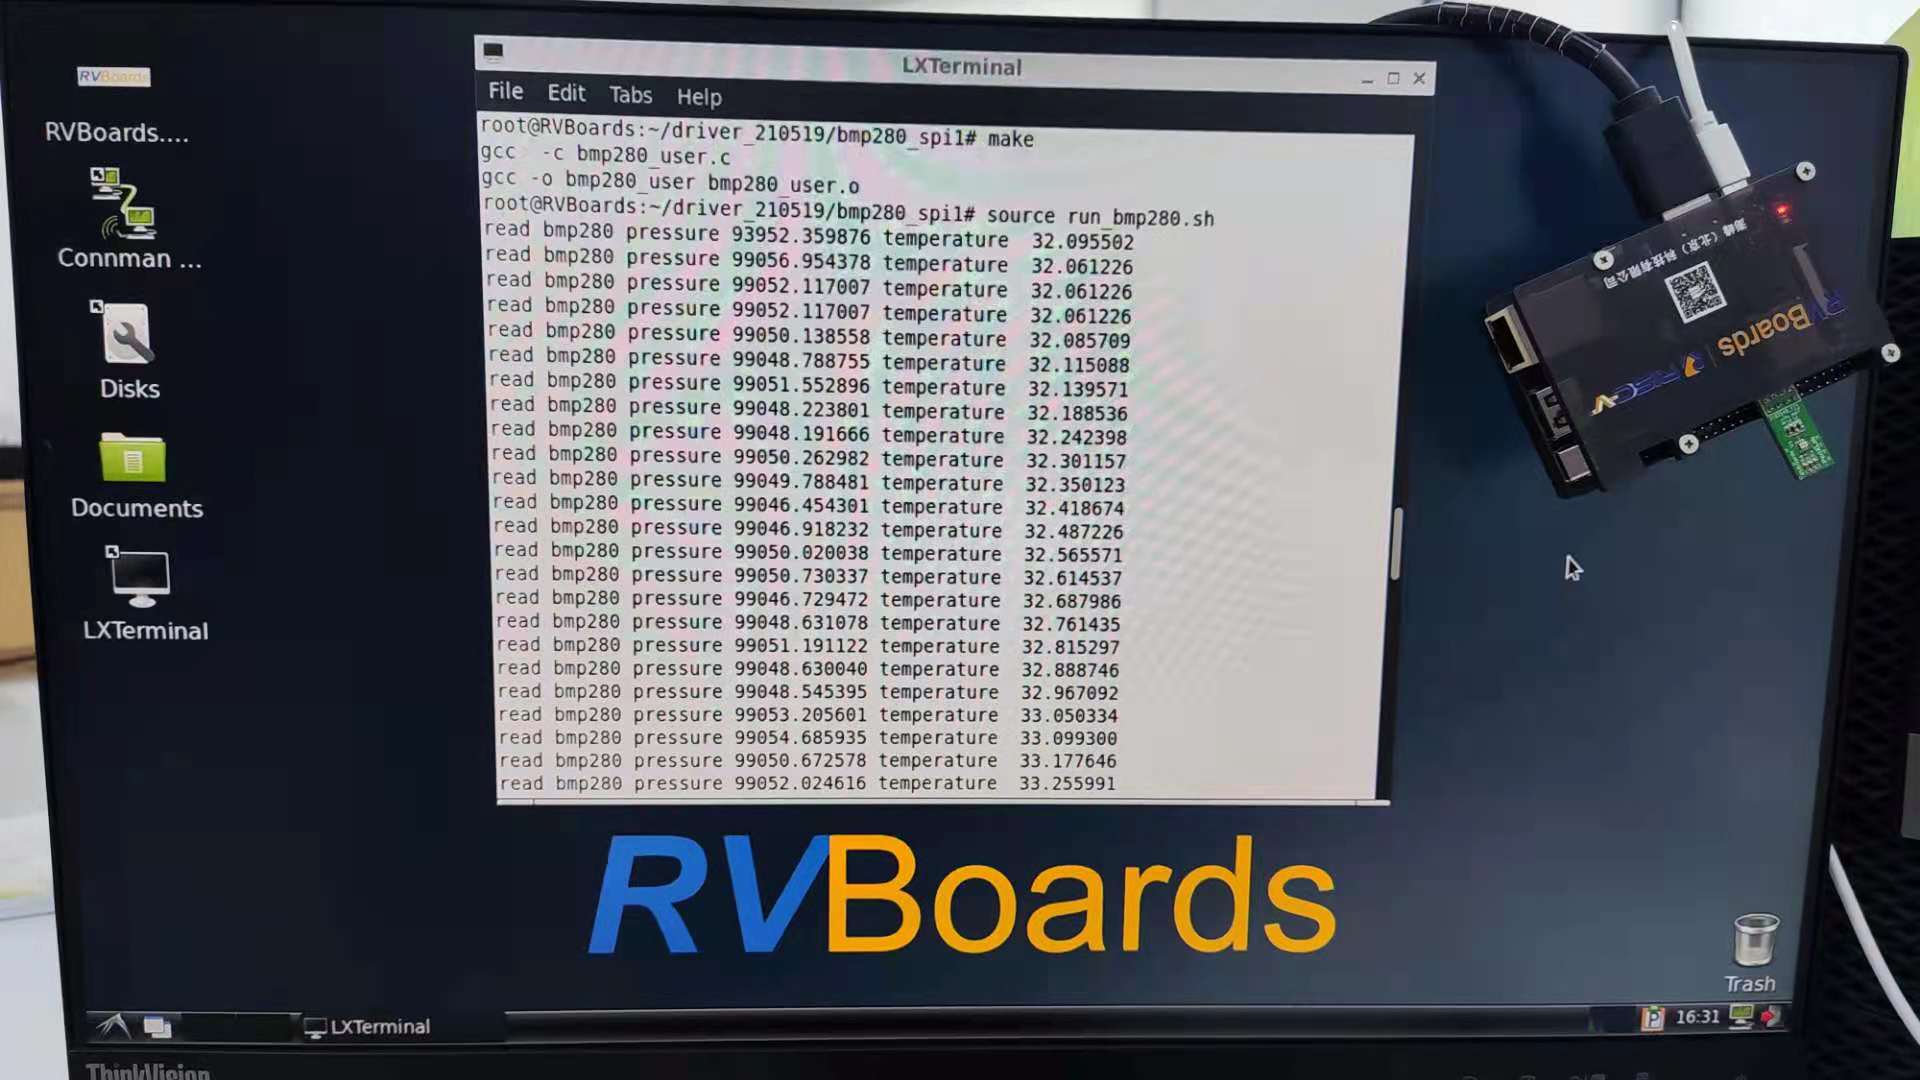 RVBoards
RVBoards....
Connman ...
Disks
Documents
LXTerminal
LXTerminal
File Edit Tabs Help
root@RVBoards:~/driver_210519/bmp280_spi1# make
gcc  -c bmp280_user.c
gcc -o bmp280_user bmp280_user.o
root@RVBoards:~/driver_210519/bmp280_spi1# source run_bmp280.sh
read bmp280 pressure 93952.359876 temperature  32.095502
read bmp280 pressure 99056.954378 temperature  32.061226
read bmp280 pressure 99052.117007 temperature  32.061226
read bmp280 pressure 99052.117007 temperature  32.061226
read bmp280 pressure 99050.138558 temperature  32.085709
read bmp280 pressure 99048.788755 temperature  32.115088
read bmp280 pressure 99051.552896 temperature  32.139571
read bmp280 pressure 99048.223801 temperature  32.188536
read bmp280 pressure 99048.191666 temperature  32.242398
read bmp280 pressure 99050.262982 temperature  32.301157
read bmp280 pressure 99049.788481 temperature  32.350123
read bmp280 pressure 99046.454301 temperature  32.418674
read bmp280 pressure 99046.918232 temperature  32.487226
read bmp280 pressure 99050.020038 temperature  32.565571
read bmp280 pressure 99050.730337 temperature  32.614537
read bmp280 pressure 99046.729472 temperature  32.687986
read bmp280 pressure 99048.631078 temperature  32.761435
read bmp280 pressure 99051.191122 temperature  32.815297
read bmp280 pressure 99048.630040 temperature  32.888746
read bmp280 pressure 99048.545395 temperature  32.967092
read bmp280 pressure 99053.205601 temperature  33.050334
read bmp280 pressure 99054.685935 temperature  33.099300
read bmp280 pressure 99050.672578 temperature  33.177646
read bmp280 pressure 99052.024616 temperature  33.255991
（北京）科技有限公司
RVBoards | RISC-V
RVBoards
Trash
LXTerminal
16:31
ThinkVision